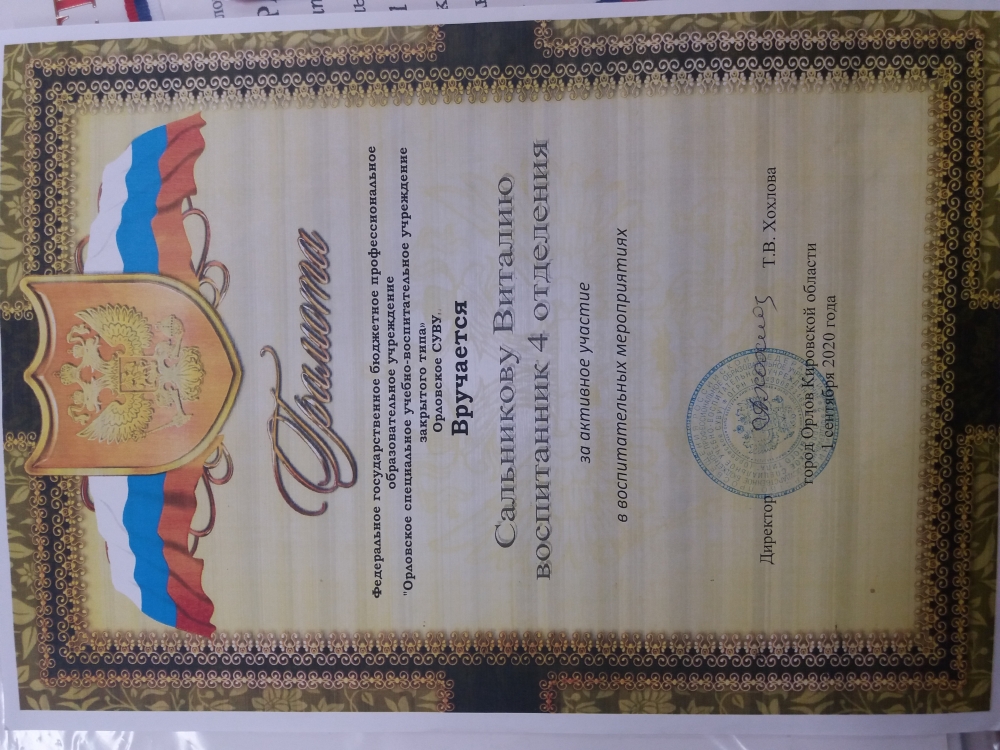 Грамота
Федеральное государственное бюджетное профессиональное
образовательное учреждение
"Орловское специальное учебно-воспитательное учреждение
закрытого типа»
Орловское СУВУ
Вручается
Сальникову Виталию
воспитанник 4 отделения
за активное участие
в воспитательных мероприятиях
Директор Т.В. Хохлова
город Орлов Кировской области
1 сентября 2020 года